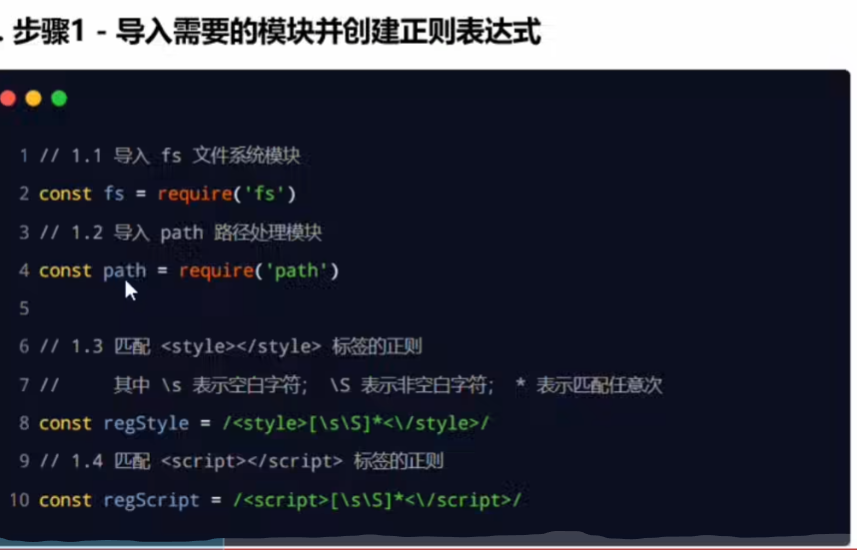 . 步骤1 - 导入需要的模块并创建正则表达式
1 // 1.1 导入 fs 文件系统模块
2 const fs = require('fs')
3 // 1.2 导入 path 路径处理模块
4 const path = require('path')
5
6 // 1.3 匹配 <style></style> 标签的正则
7 //     其中 \s 表示空白字符； \S 表示非空白字符； * 表示匹配任意次
8 const regStyle = /<style>[\s\S]*<\/style>/
9 // 1.4 匹配 <script></script> 标签的正则
10 const regScript = /<script>[\s\S]*<\/script>/